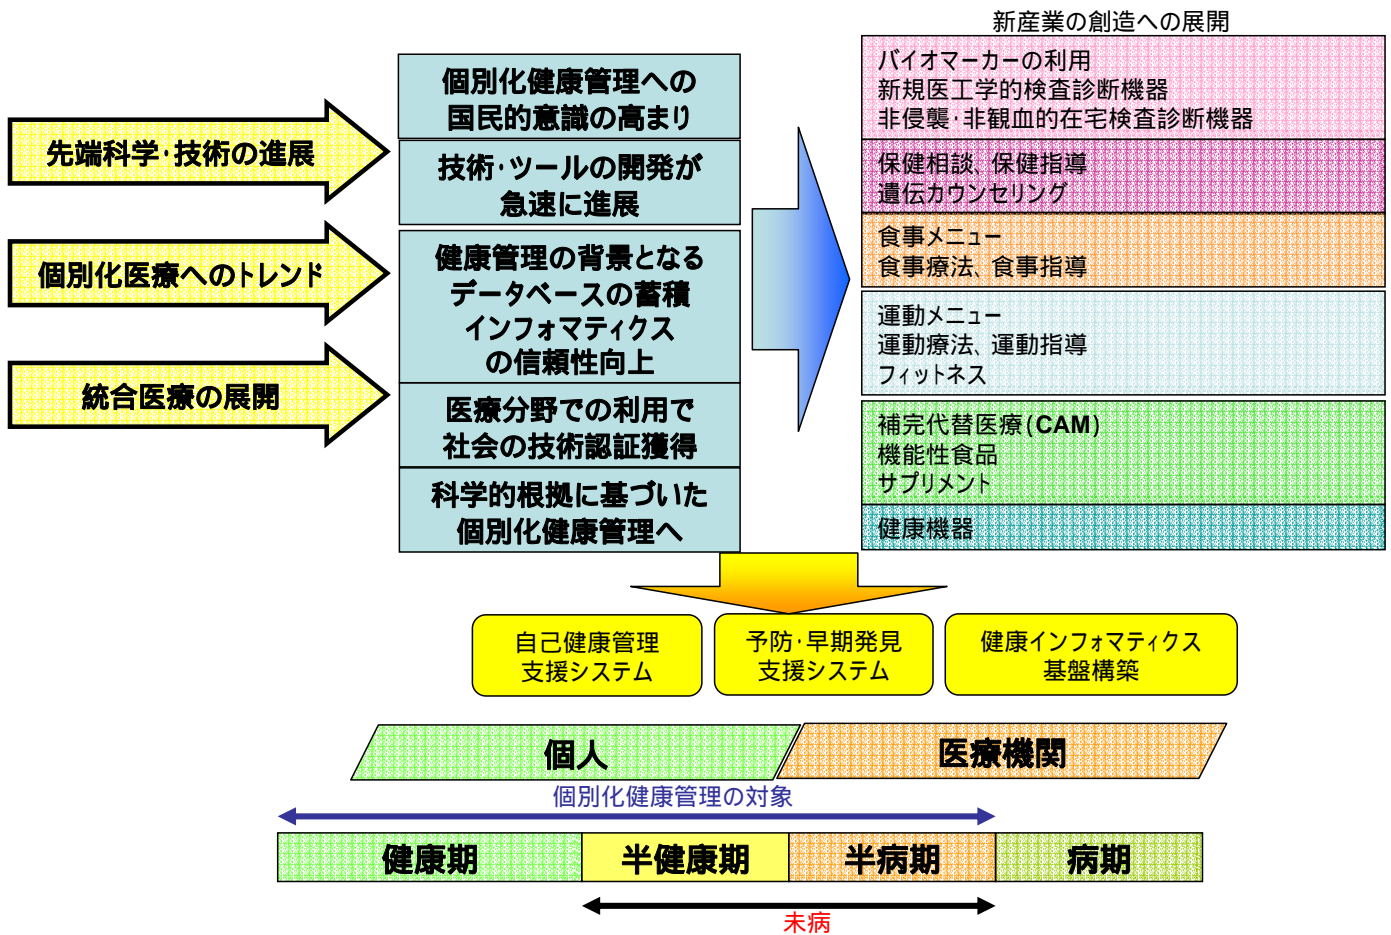 新産業の創造への展開
先端科学・技術の進展
個別化医療へのトレンド
統合医療の展開
個別化健康管理への
国民的意識の高まり
技術・ツールの開発が
急速に進展
健康管理の背景となる
データベースの蓄積
インフォマティクス
の信頼性向上
医療分野での利用で
社会の技術認証獲得
科学的根拠に基づいた
個別化健康管理へ
バイオマーカーの利用
新規医工学的検査診断機器
非侵襲・非観血的在宅検査診断機器
保健相談、保健指導
遺伝カウンセリング
食事メニュー
食事療法、食事指導
運動メニュー
運動療法、運動指導
フィットネス
補完代替医療(CAM)
機能性食品
サプリメント
健康機器
自己健康管理
支援システム
予防・早期発見
支援システム
健康インフォマティクス
基盤構築
個人
医療機関
個別化健康管理の対象
健康期
半健康期
半病期
病期
未病